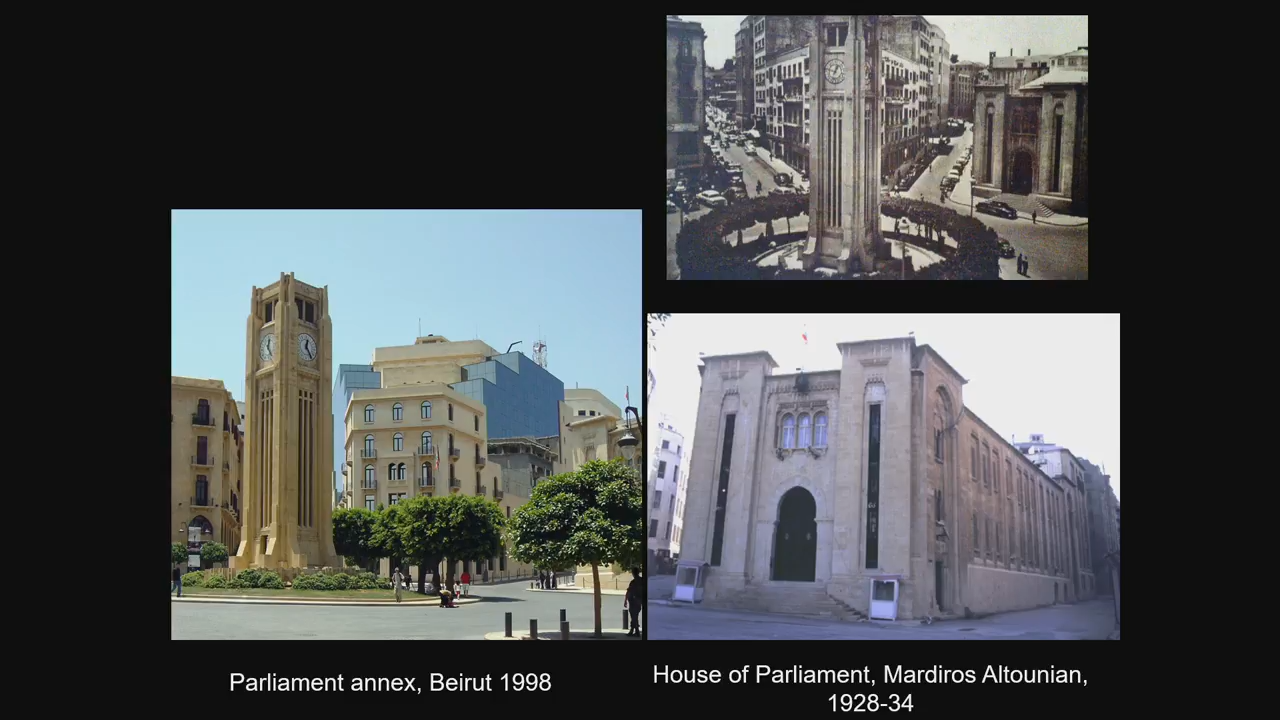 Parliament annex, Beirut 1998
House of Parliament, Mardiros Altounian,
1928-34